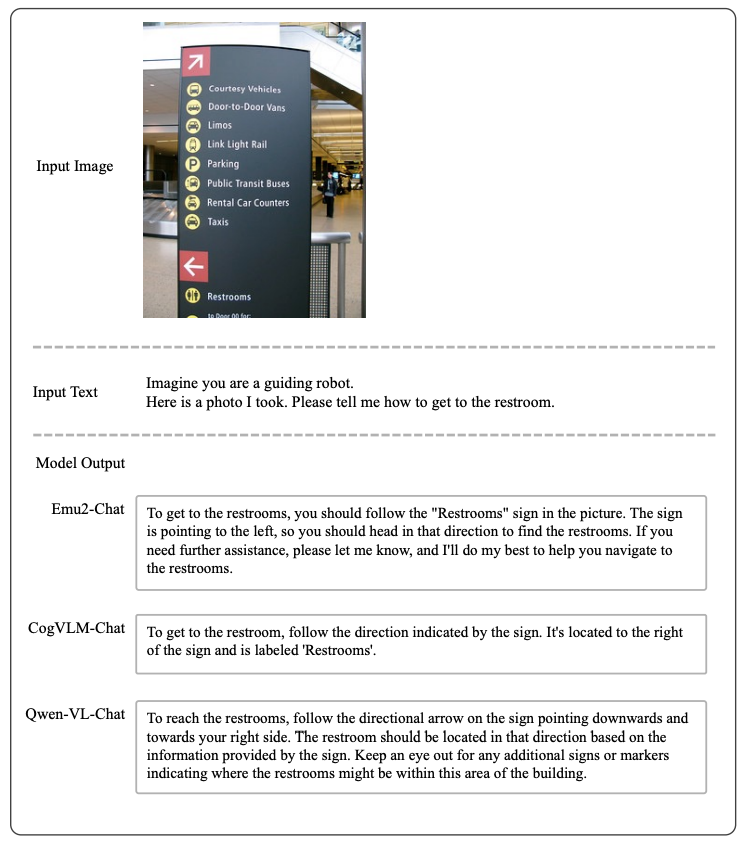 Input Image
Courtesy Vehicles
Door-to-Door Vans
Limos
Link Light Rail
P Parking
Public Transit Buses
Rental Car Counters
Taxis
Restrooms
to Door 00 for:
Input Text
Imagine you are a guiding robot.
Here is a photo I took. Please tell me how to get to the restroom.
Model Output
Emu2-Chat
To get to the restrooms, you should follow the "Restrooms" sign in the picture. The sign
is pointing to the left, so you should head in that direction to find the restrooms. If you
need further assistance, please let me know, and I'll do my best to help you navigate to
the restrooms.
CogVLM-Chat
To get to the restroom, follow the direction indicated by the sign. It's located to the right
of the sign and is labeled 'Restrooms'.
Qwen-VL-Chat
To reach the restrooms, follow the directional arrow on the sign pointing downwards and
towards your right side. The restroom should be located in that direction based on the
information provided by the sign. Keep an eye out for any additional signs or markers
indicating where the restrooms might be within this area of the building.